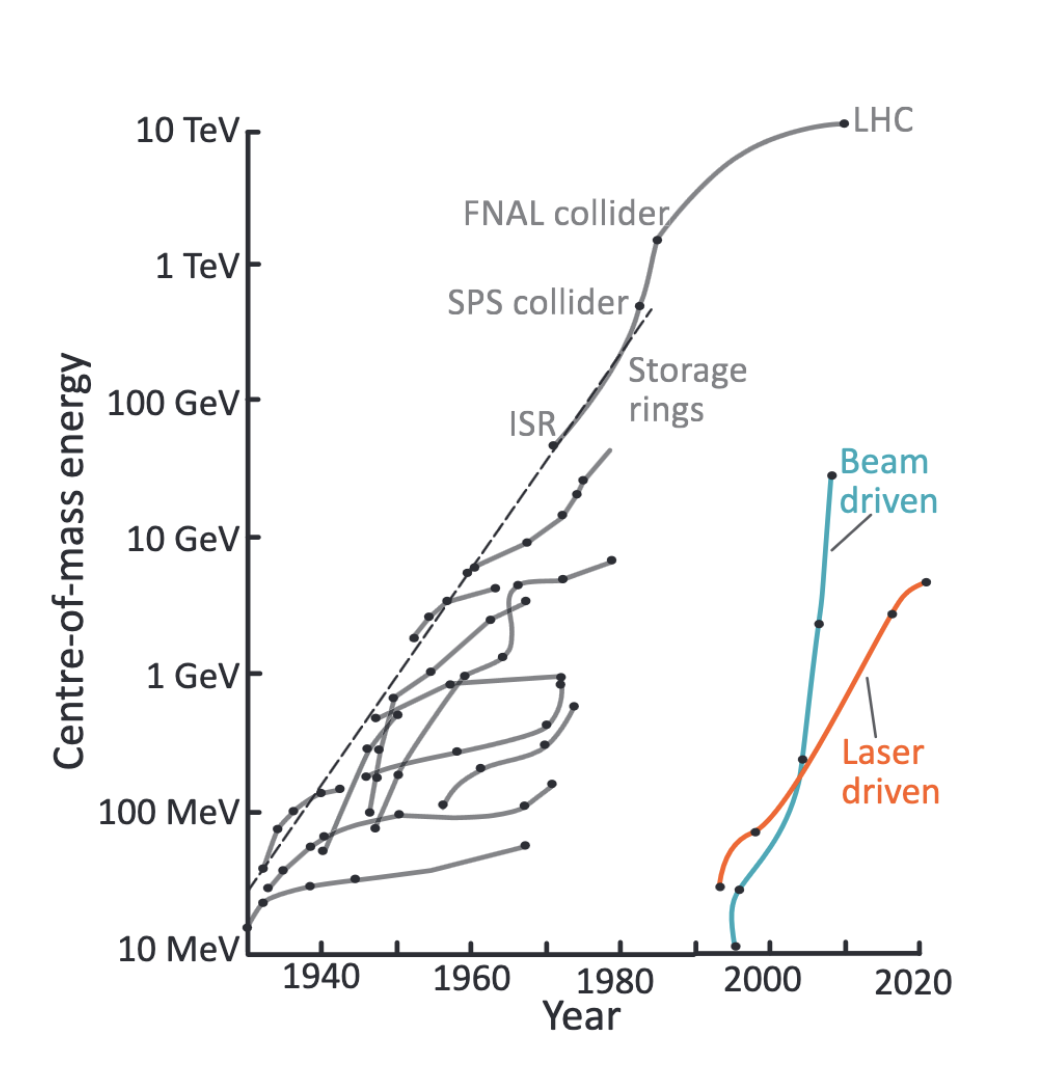 10 TeV
LHC
FNAL collider
1 TeV
SPS collider
Storage
rings
100 GeV
ISR
Beam
driven
10 GeV
1 GeV
Laser
driven
100 MeV
10 MeV
Centre-of-mass energy
1940
1960
1980
2000
2020
Year